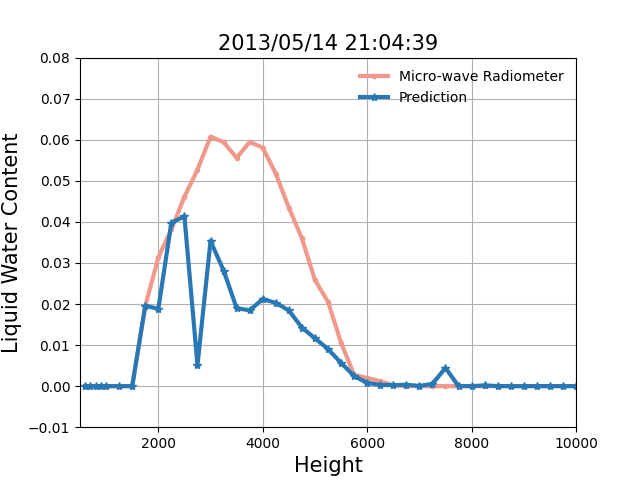 2013/05/14 21:04:39
0.08
0.07
0.06
0.05
0.04
0.03
0.02
0.01
0.00
−0.01
Liquid Water Content
Micro-wave Radiometer
Prediction
2000 4000 6000 8000 10000
Height